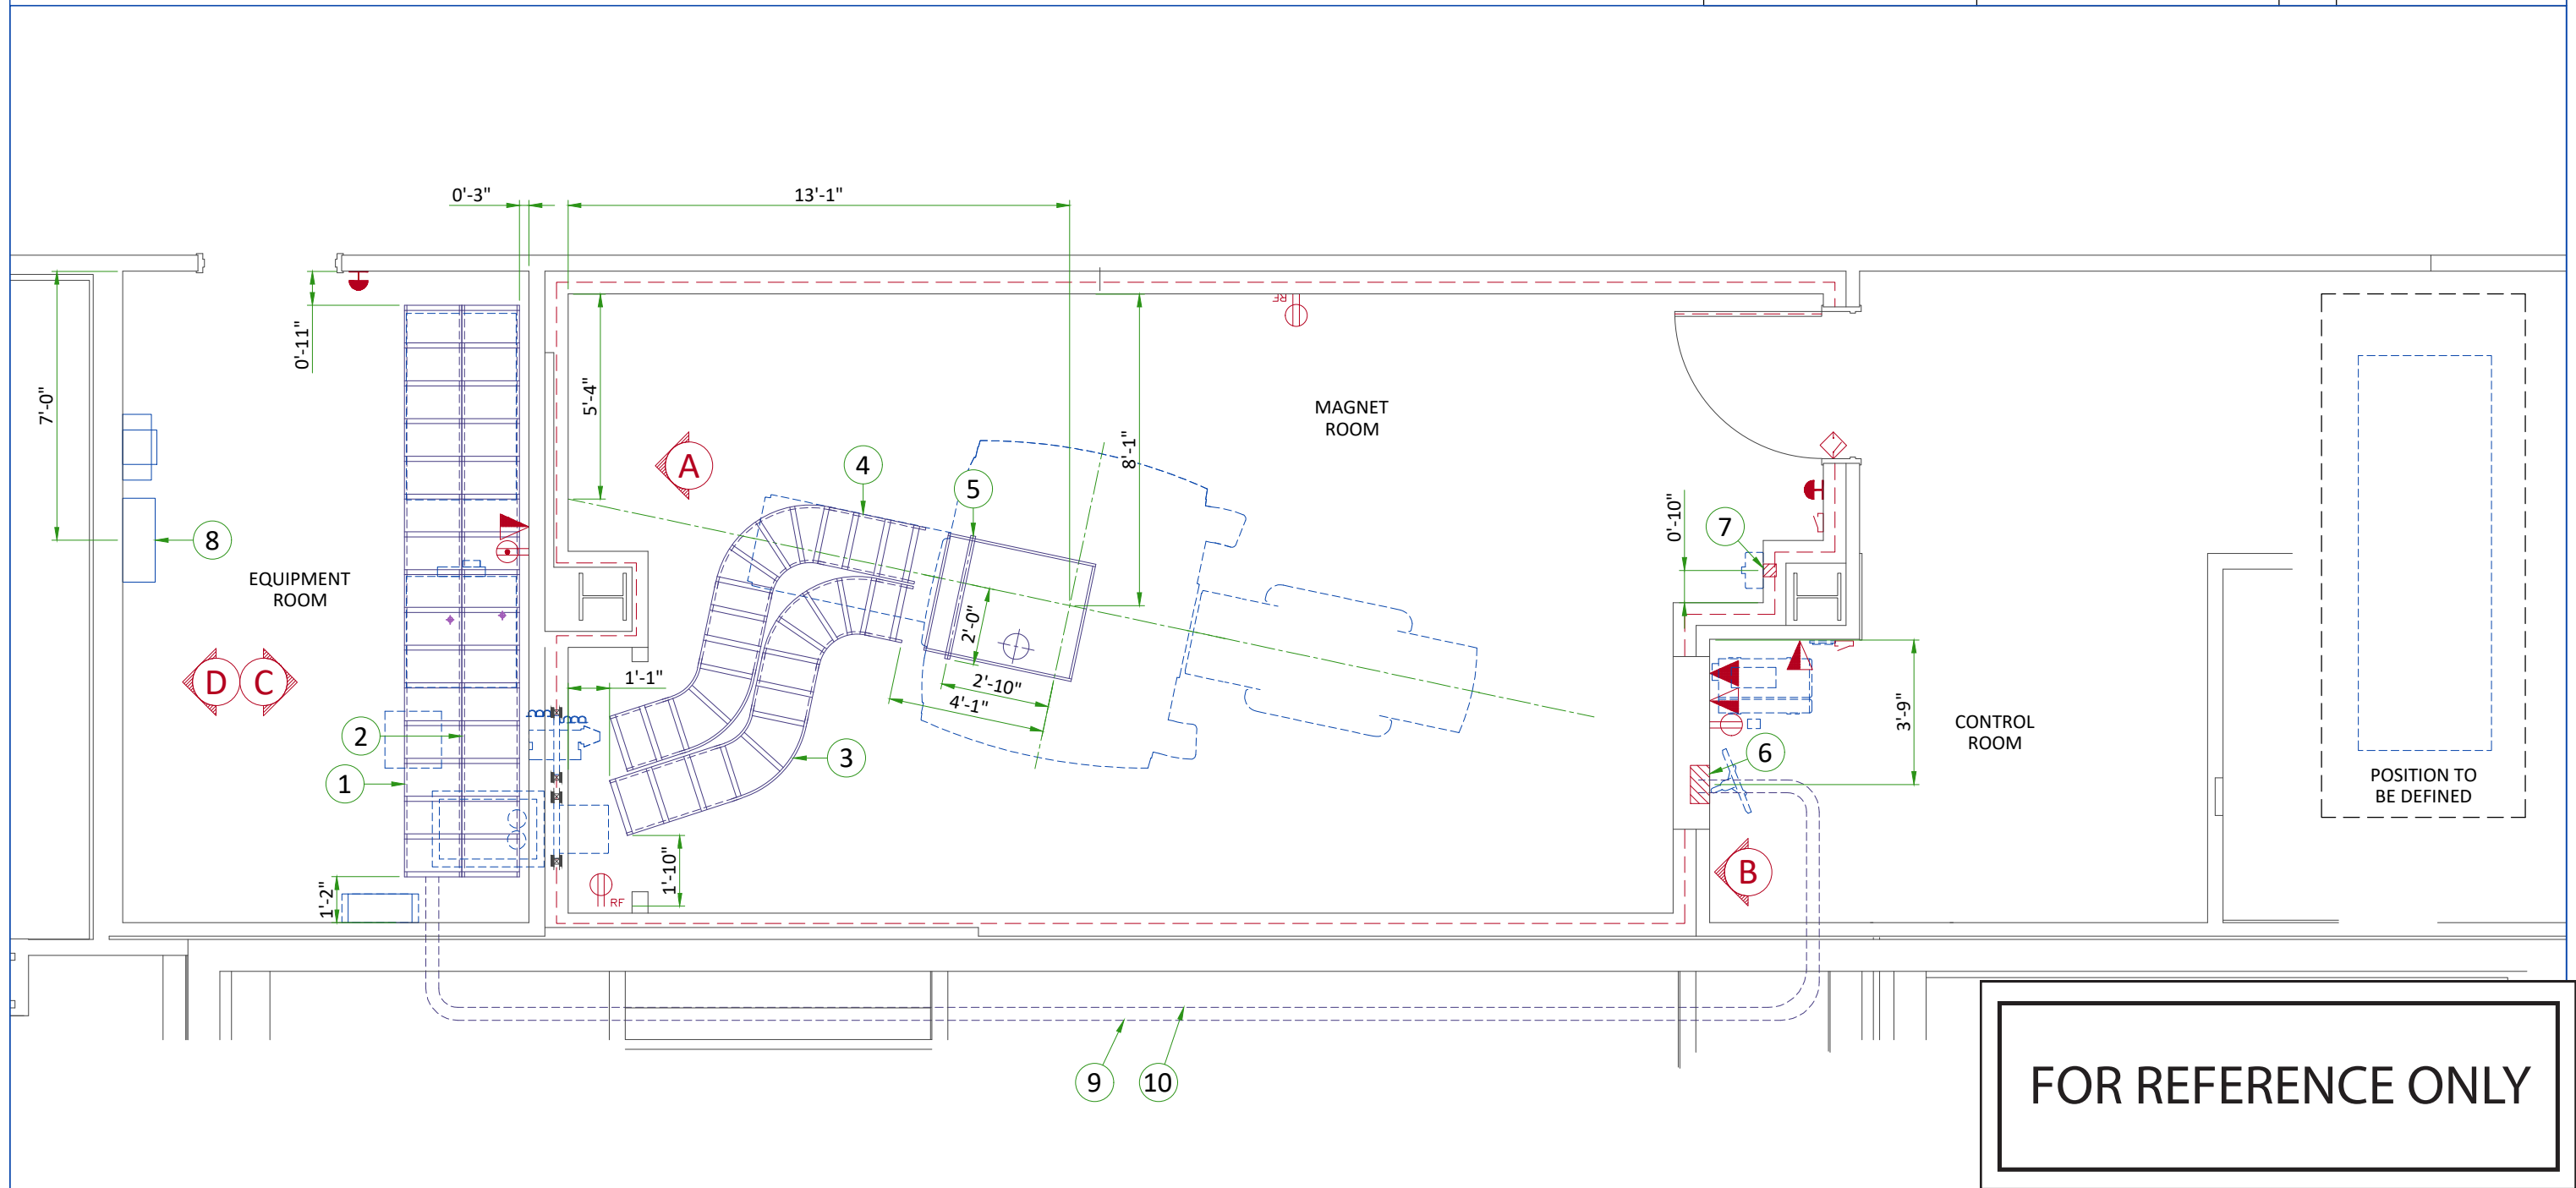 0'-3"
13'-1"
0'-11"
7'-0"
5'-4"
8'-1"
RF
MAGNET
ROOM
A
4
5
0'-10"
7
8
EQUIPMENT
ROOM
2'-0"
D
C
1'-1"
2'-10"
4'-1"
3'-9"
CONTROL
ROOM
2
3
1
6
POSITION TO
BE DEFINED
1'-10"
B
1'-2"
RF
9
10
FOR REFERENCE ONLY